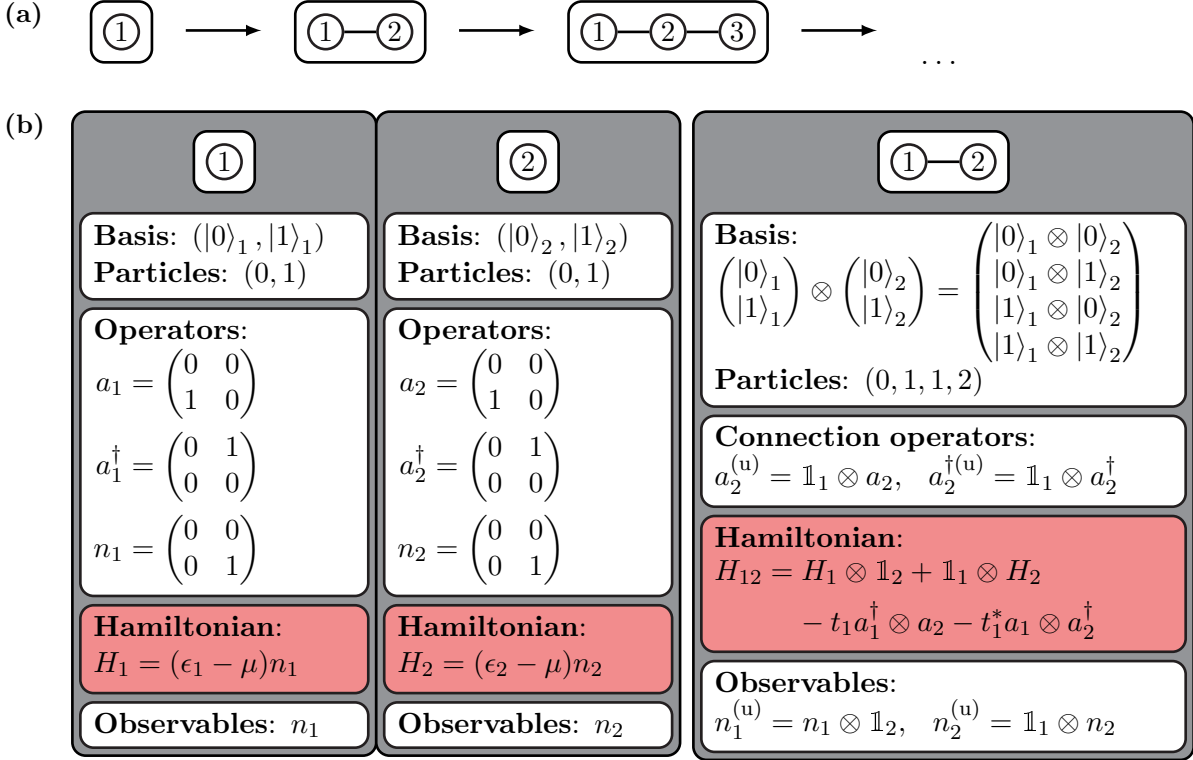 (a)
1 → 1 2 → 1 2 3 → ...
(b)
1
Basis: (|0⟩₁, |1⟩₁)
Particles: (0, 1)
Operators:
a₁ = (0 0; 1 0)
a₁† = (0 1; 0 0)
n₁ = (0 0; 0 1)
Hamiltonian:
H₁ = (ϵ₁ − μ)n₁
Observables: n₁
2
Basis: (|0⟩₂, |1⟩₂)
Particles: (0, 1)
Operators:
a₂ = (0 0; 1 0)
a₂† = (0 1; 0 0)
n₂ = (0 0; 0 1)
Hamiltonian:
H₂ = (ϵ₂ − μ)n₂
Observables: n₂
1 2
Basis:
(|0⟩₁; |1⟩₁) ⊗ (|0⟩₂; |1⟩₂) = (|0⟩₁ ⊗ |0⟩₂; |0⟩₁ ⊗ |1⟩₂; |1⟩₁ ⊗ |0⟩₂; |1⟩₁ ⊗ |1⟩₂)
Particles: (0, 1, 1, 2)
Connection operators:
a₂⁽ᵘ⁾ = 𝟙₁ ⊗ a₂, a₂†⁽ᵘ⁾ = 𝟙₁ ⊗ a₂†
Hamiltonian:
H₁₂ = H₁ ⊗ 𝟙₂ + 𝟙₁ ⊗ H₂
− t₁a₁† ⊗ a₂ − t₁*a₁ ⊗ a₂†
Observables:
n₁⁽ᵘ⁾ = n₁ ⊗ 𝟙₂, n₂⁽ᵘ⁾ = 𝟙₁ ⊗ n₂